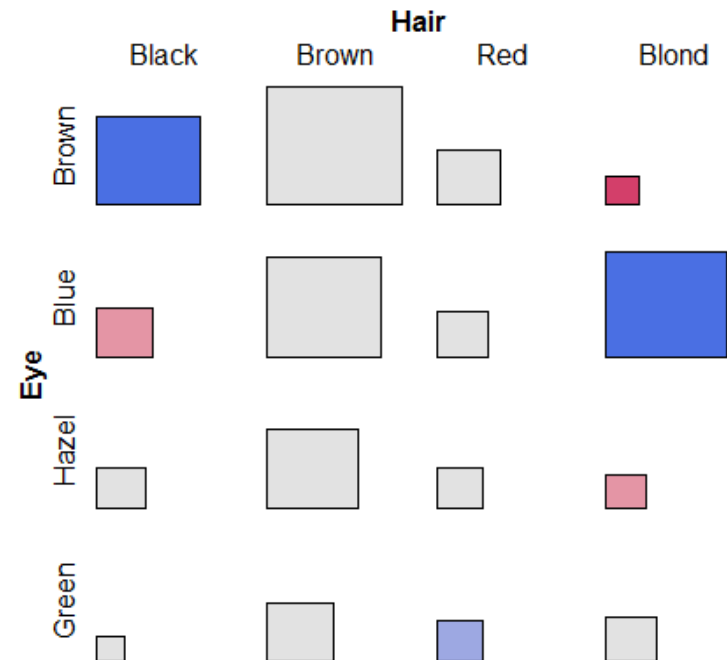 Hair
Black Brown Red Blond
Eye
Brown
Blue
Hazel
Green